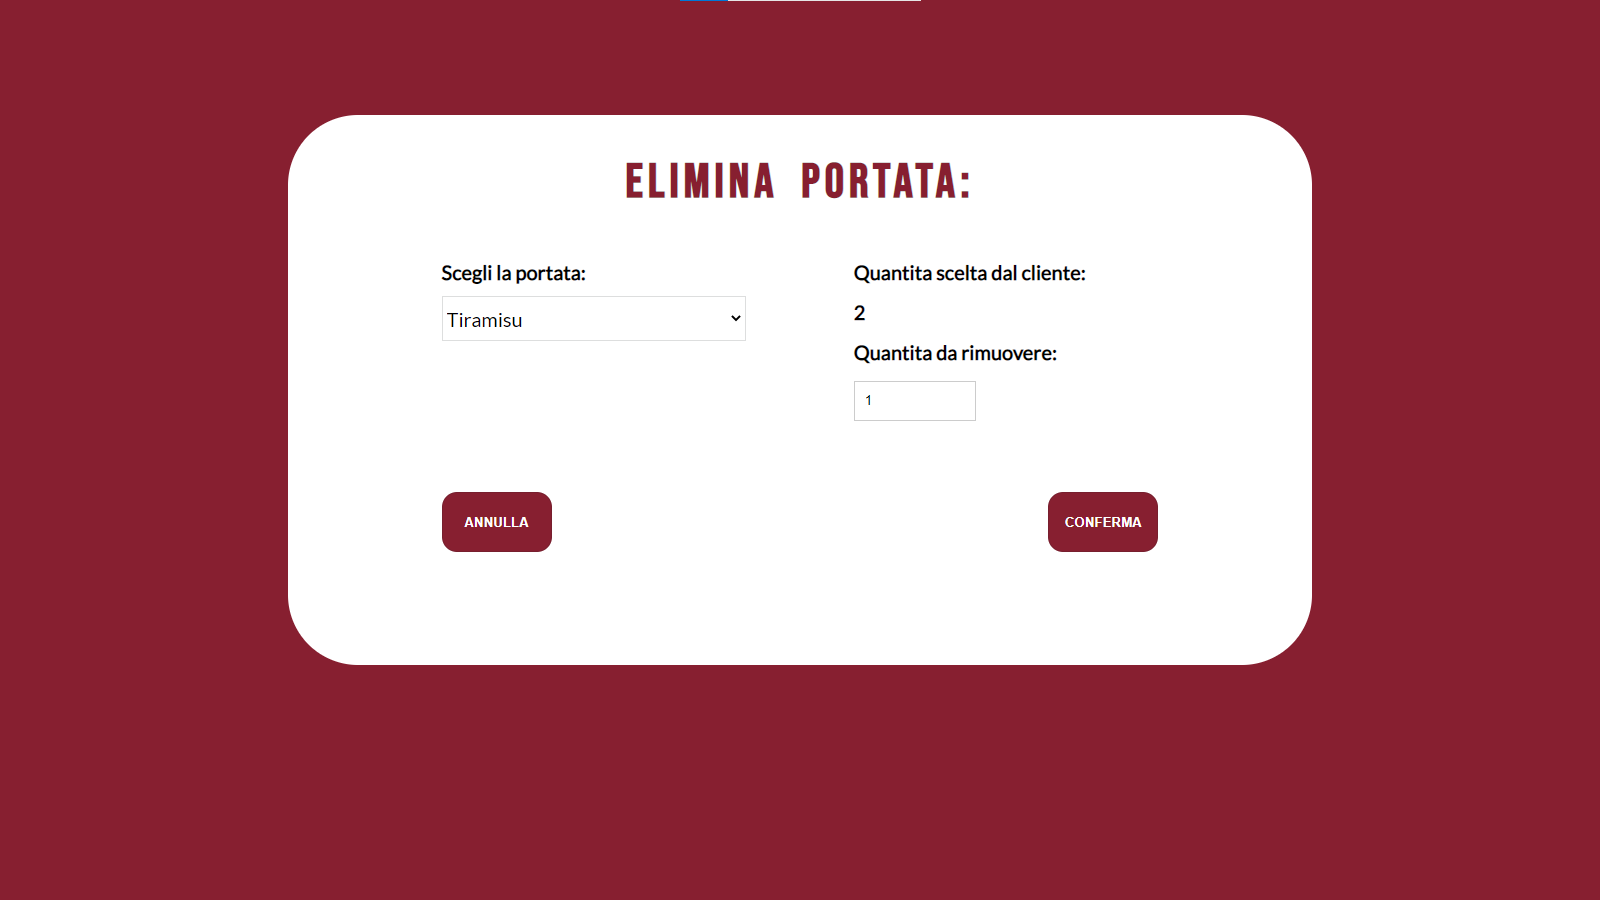 ELIMINA PORTATA:
Scegli la portata:
Tiramisu
Quantita scelta dal cliente:
2
Quantita da rimuovere:
1
ANNULLA
CONFERMA